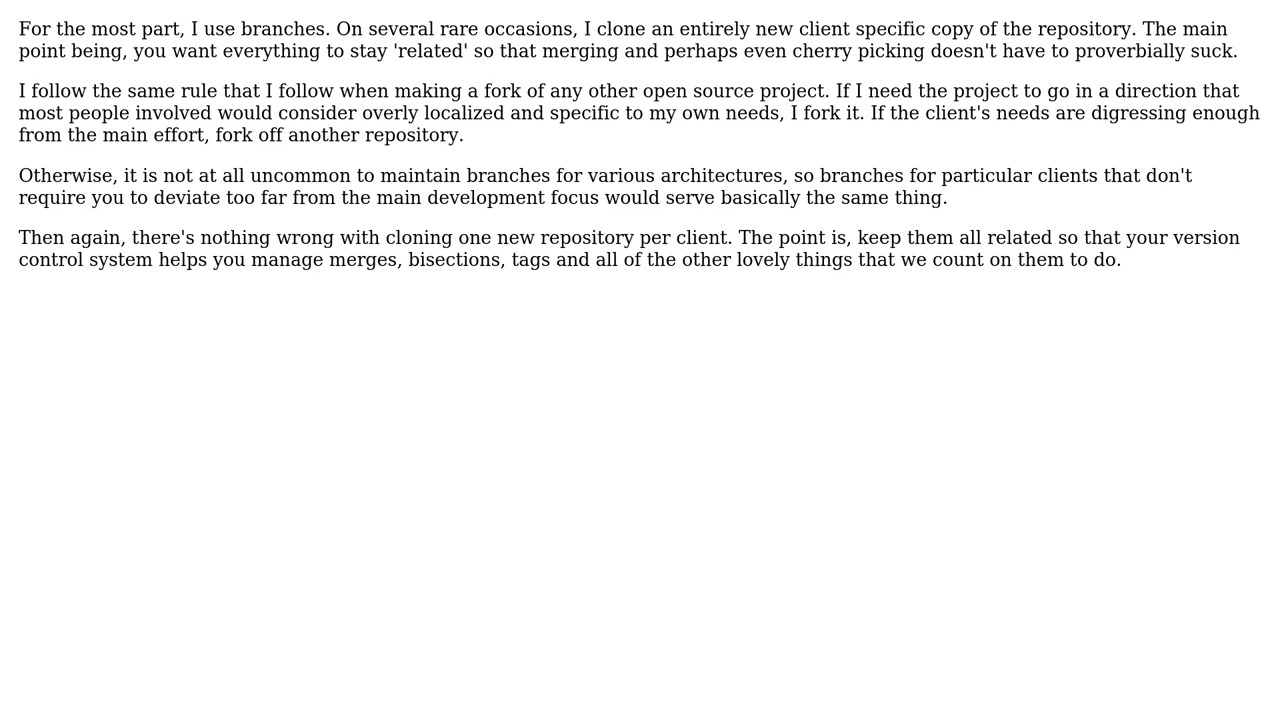 For the most part, I use branches. On several rare occasions, I clone an entirely new client specific copy of the repository. The main
point being, you want everything to stay 'related' so that merging and perhaps even cherry picking doesn't have to proverbially suck.
I follow the same rule that I follow when making a fork of any other open source project. If I need the project to go in a direction that
most people involved would consider overly localized and specific to my own needs, I fork it. If the client's needs are digressing enough
from the main effort, fork off another repository.
Otherwise, it is not at all uncommon to maintain branches for various architectures, so branches for particular clients that don't
require you to deviate too far from the main development focus would serve basically the same thing.
Then again, there's nothing wrong with cloning one new repository per client. The point is, keep them all related so that your version
control system helps you manage merges, bisections, tags and all of the other lovely things that we count on them to do.